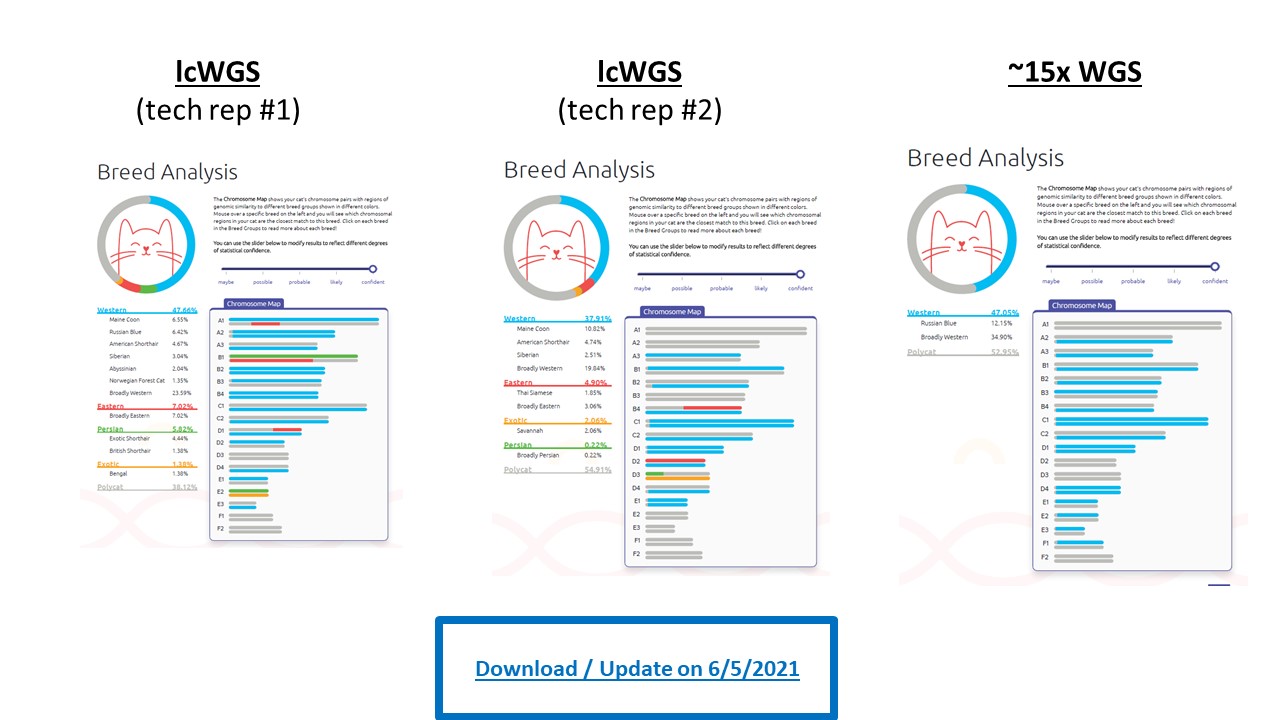 lcWGS
(tech rep #1)
lcWGS
(tech rep #2)
~15x WGS
Breed Analysis
The Chromosome Map shows your cat's chromosome pairs with regions of
genomic similarity to different breed groups shown in different colors.
Mouse over a specific breed on the left and you will see which chromosomal
regions in your cat are the closest match to this breed. Click on each breed
in the Breed Groups to read more about each breed!
You can use the slider below to modify results to reflect different degrees
of statistical confidence.
maybe possible probable likely confident
Western 47.66%
Maine Coon 6.55%
Russian Blue 6.42%
American Shorthair 4.67%
Siberian 3.04%
Abyssinian 2.04%
Norwegian Forest Cat 1.35%
Broadly Western 23.59%
Eastern 7.02%
Broadly Eastern 7.02%
Persian 5.82%
Exotic Shorthair 4.44%
British Shorthair 1.38%
Exotic 1.38%
Bengal 1.38%
Polycat 38.12%
Chromosome Map
A1
A2
A3
B1
B2
B3
B4
C1
C2
D1
D2
D3
D4
E1
E2
E3
F1
F2
Breed Analysis
The Chromosome Map shows your cat's chromosome pairs with regions of
genomic similarity to different breed groups shown in different colors.
Mouse over a specific breed on the left and you will see which chromosomal
regions in your cat are the closest match to this breed. Click on each breed
in the Breed Groups to read more about each breed!
You can use the slider below to modify results to reflect different degrees
of statistical confidence.
maybe possible probable likely confident
Western 37.91%
Maine Coon 10.82%
American Shorthair 4.74%
Siberian 2.51%
Broadly Western 19.84%
Eastern 4.90%
Thai Siamese 1.85%
Broadly Eastern 3.06%
Exotic 2.06%
Savannah 2.06%
Persian 0.22%
Broadly Persian 0.22%
Polycat 54.91%
Chromosome Map
A1
A2
A3
B1
B2
B3
B4
C1
C2
D1
D2
D3
D4
E1
E2
E3
F1
F2
Breed Analysis
The Chromosome Map shows your cat's chromosome pairs with regions of
genomic similarity to different breed groups shown in different colors.
Mouse over a specific breed on the left and you will see which chromosomal
regions in your cat are the closest match to this breed. Click on each breed
in the Breed Groups to read more about each breed!
You can use the slider below to modify results to reflect different degrees
of statistical confidence.
maybe possible probable likely confident
Western 47.05%
Russian Blue 12.15%
Broadly Western 34.90%
Polycat 52.95%
Chromosome Map
A1
A2
A3
B1
B2
B3
B4
C1
C2
D1
D2
D3
D4
E1
E2
E3
F1
F2
Download / Update on 6/5/2021